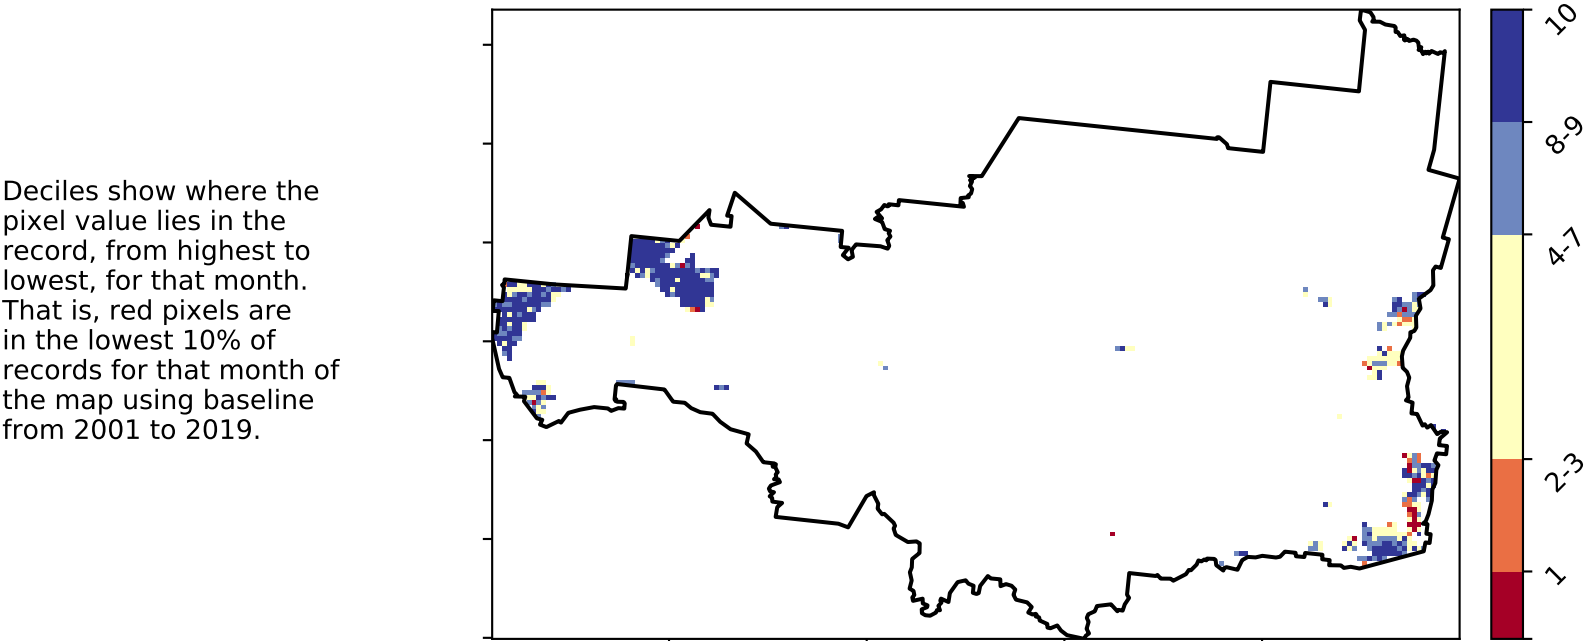 Deciles show where the
pixel value lies in the
record, from highest to
lowest, for that month.
That is, red pixels are
in the lowest 10% of
records for that month of
the map using baseline
from 2001 to 2019.
10
8-9
4-7
2-3
1